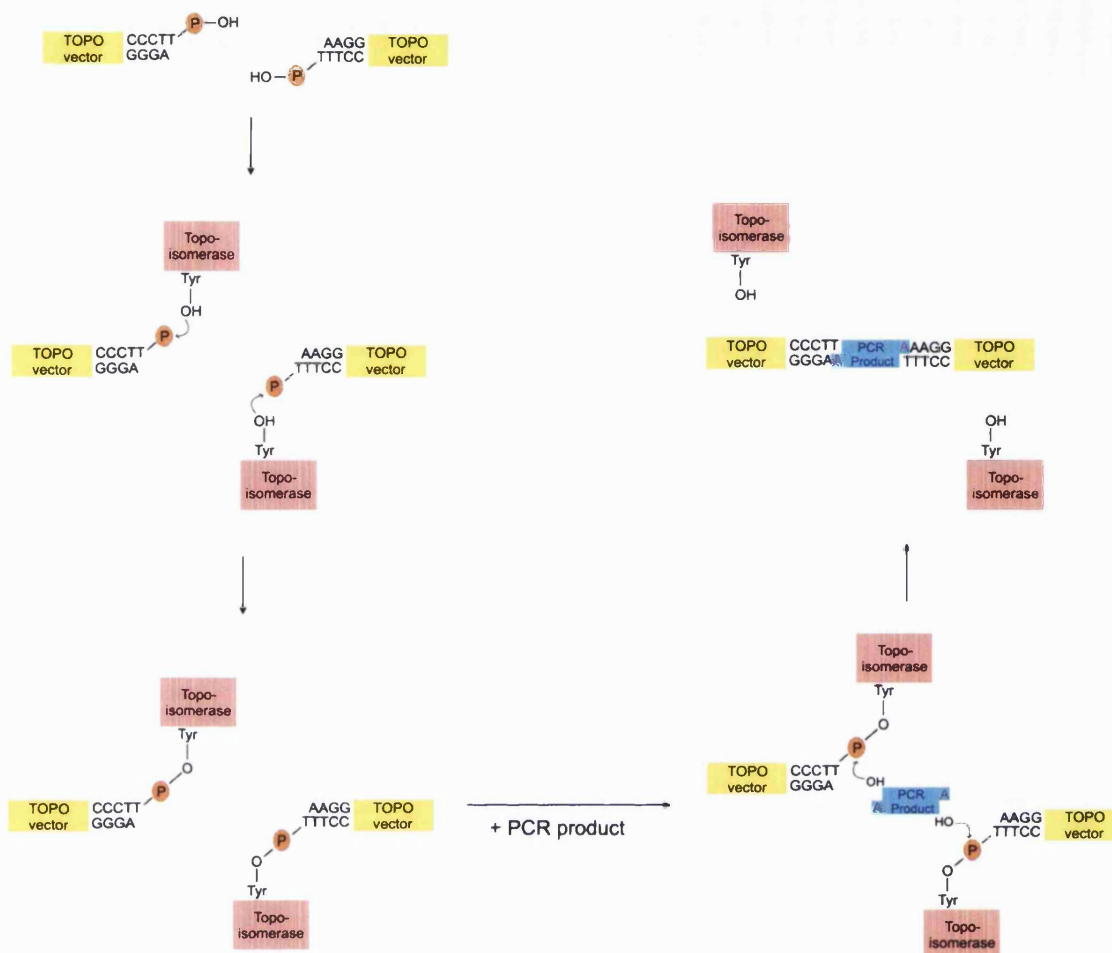 P
OH
TOPO
vector
CCCTT
GGGA
AAGG
TTTCC
TOPO
vector
HO
P
Topo-
isomerase
Tyr
OH
P
TOPO
vector
CCCTT
GGGA
AAGG
TTTCC
TOPO
vector
P
OH
Tyr
Topo-
isomerase
Topo-
isomerase
Tyr
O
P
TOPO
vector
CCCTT
GGGA
AAGG
TTTCC
TOPO
vector
P
O
Tyr
Topo-
isomerase
+ PCR product
Topo-
isomerase
Tyr
O
P
TOPO
vector
CCCTT
GGGA
OH
PCR
Product
A
A
HO
P
AAGG
TTTCC
TOPO
vector
O
Tyr
Topo-
isomerase
Topo-
isomerase
Tyr
OH
TOPO
vector
CCCTT
GGGA
A
PCR
Product
A
AAGG
TTTCC
TOPO
vector
OH
Tyr
Topo-
isomerase